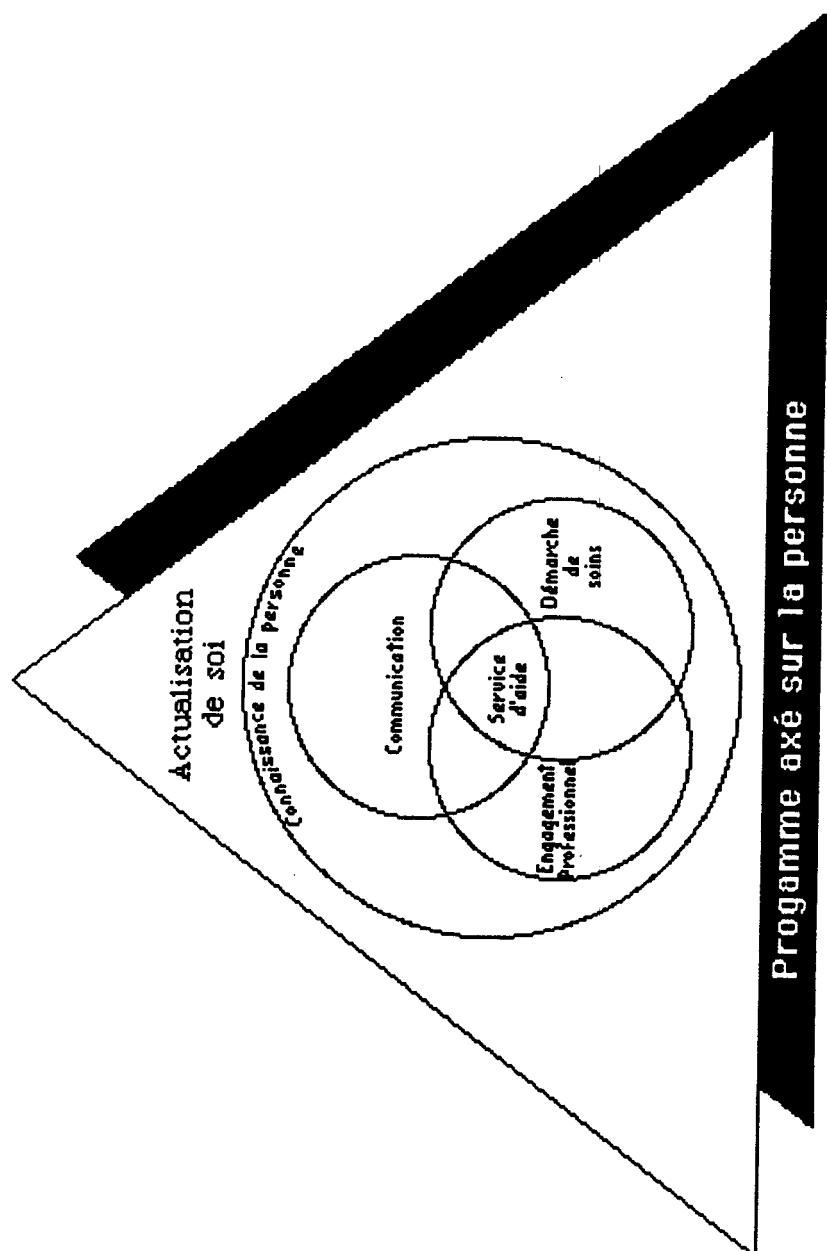 Actualisation
de soi
Connaissance de la personne
Communication
Service
d'aide
Engagement
Professionnel
Démarche
de
soins
Progamme axé sur la personne